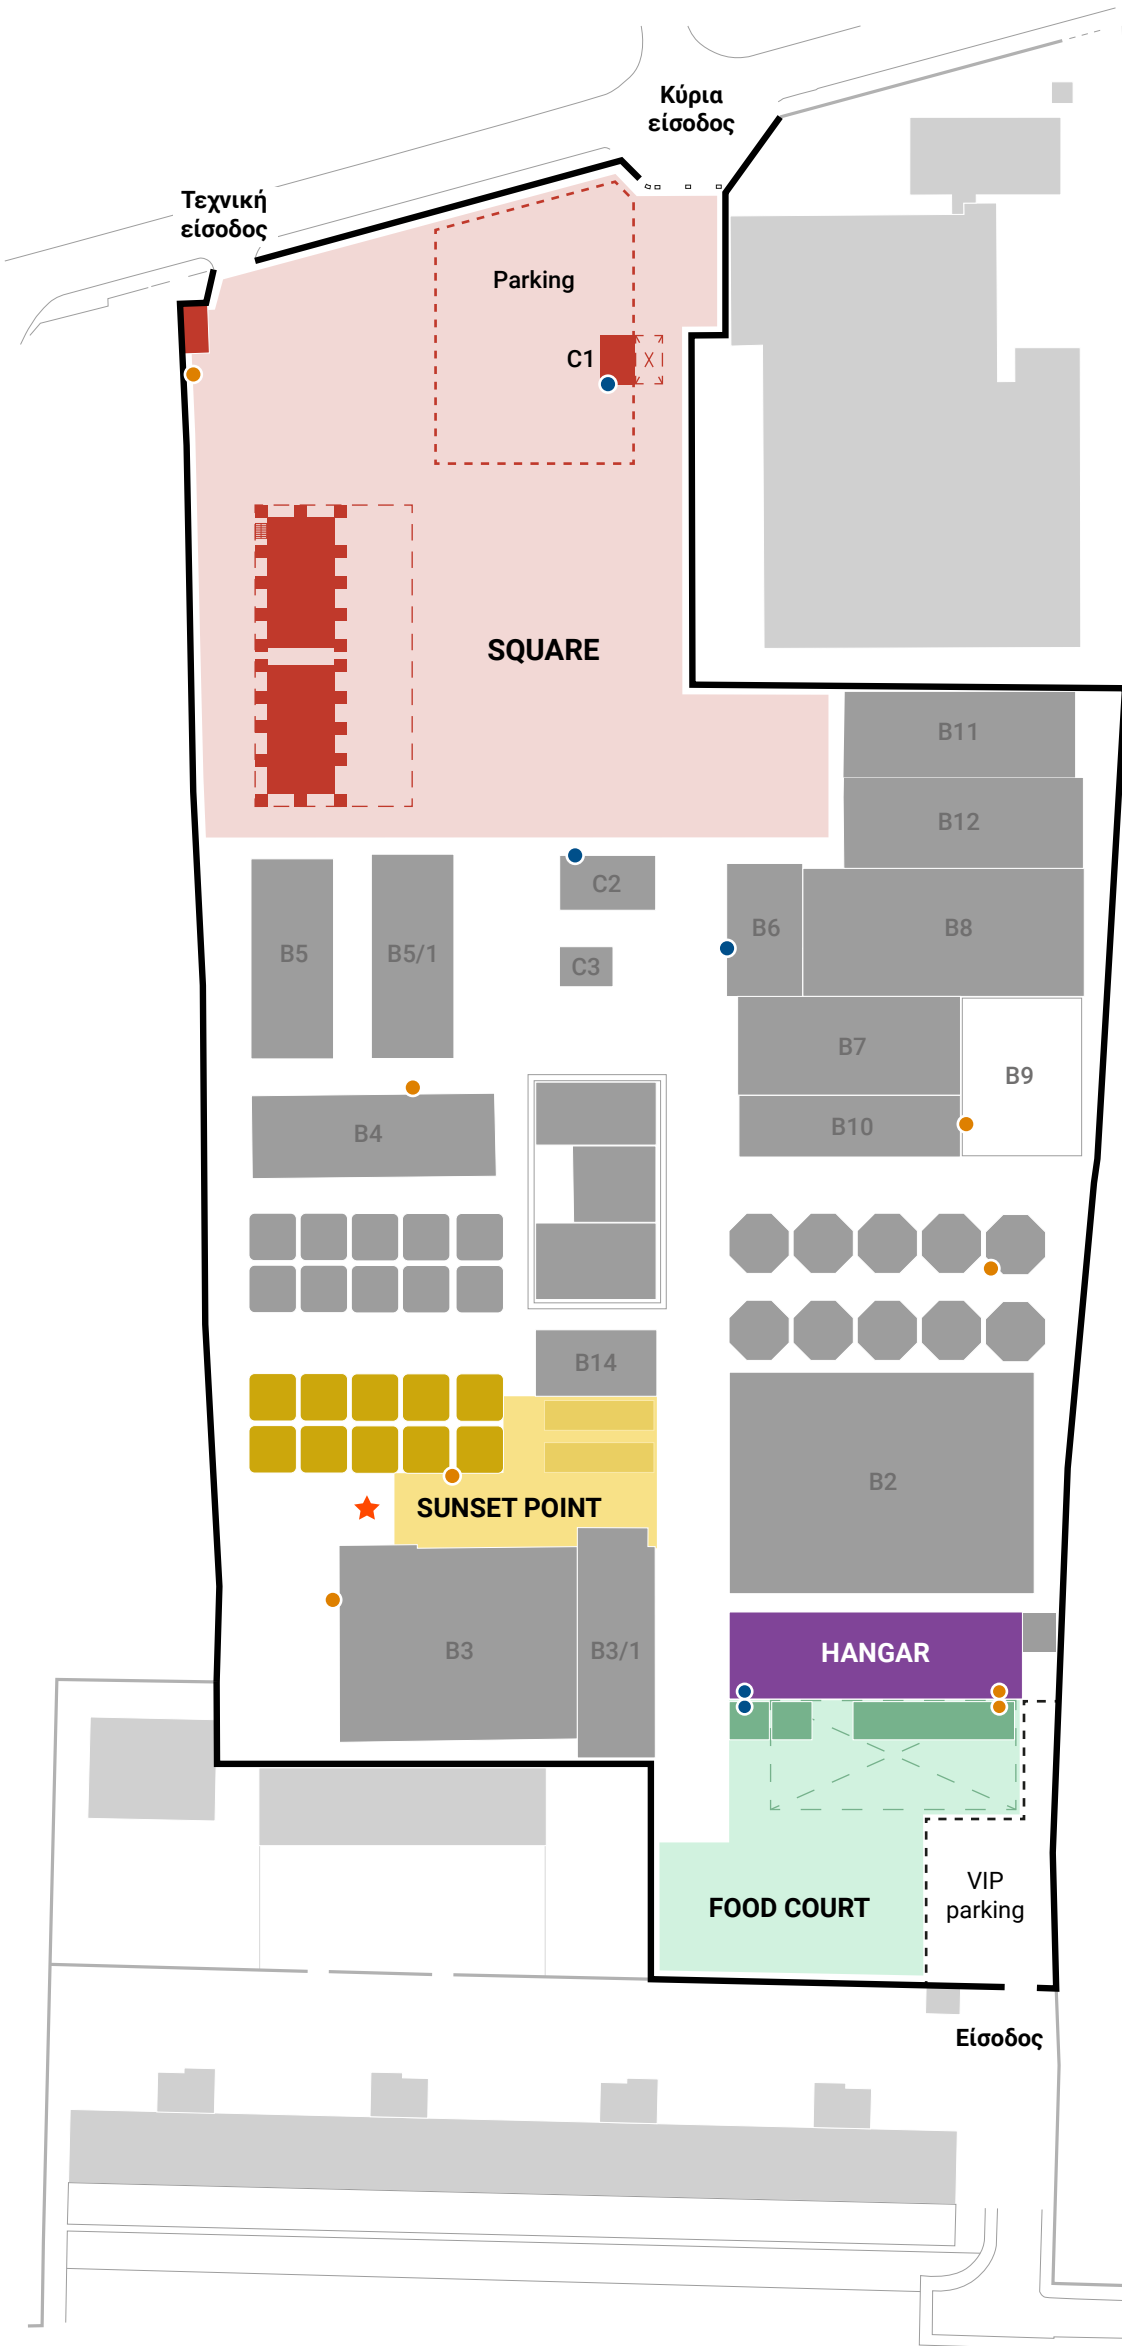 Κύρια
είσοδος
Τεχνική
είσοδος
Parking
C1
SQUARE
B11
B12
C2
B6
B8
B5
B5/1
C3
B7
B9
B4
B10
B14
B2
SUNSET POINT
B3
B3/1
HANGAR
VIP
parking
FOOD COURT
Είσοδος